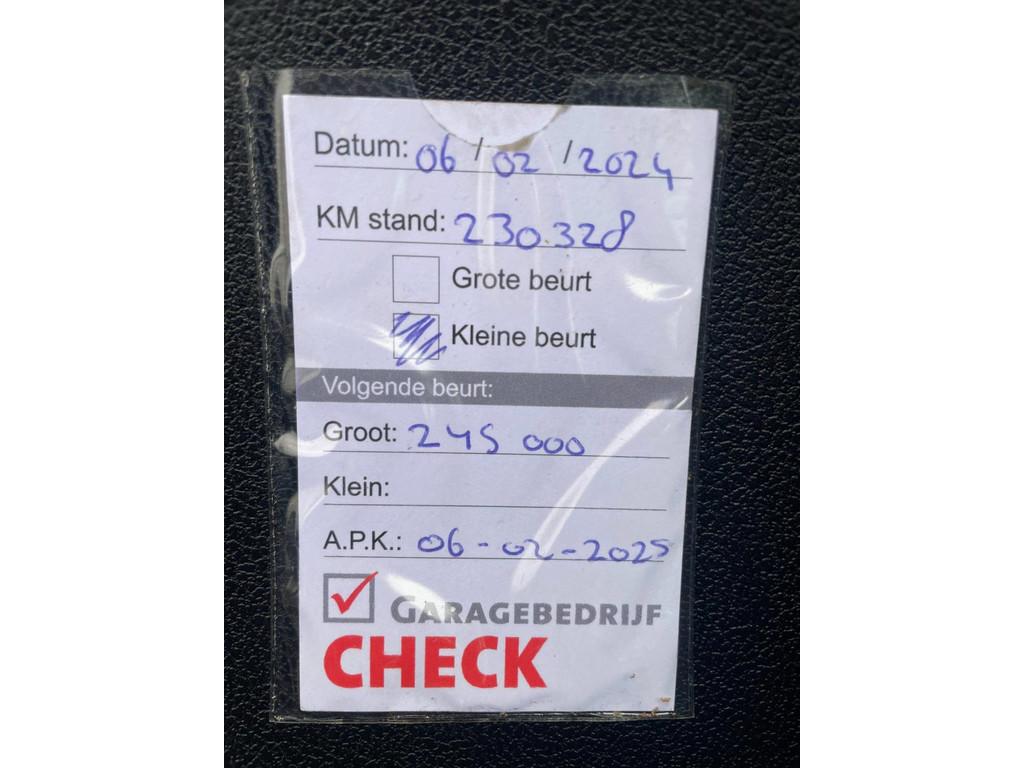 Datum: 06 / 02 / 2024
KM stand: 230.328
Grote beurt
Kleine beurt
Volgende beurt:
Groot: 245 000
Klein:
A.P.K.: 06-02-2025
GARAGEBEDRIJF
CHECK